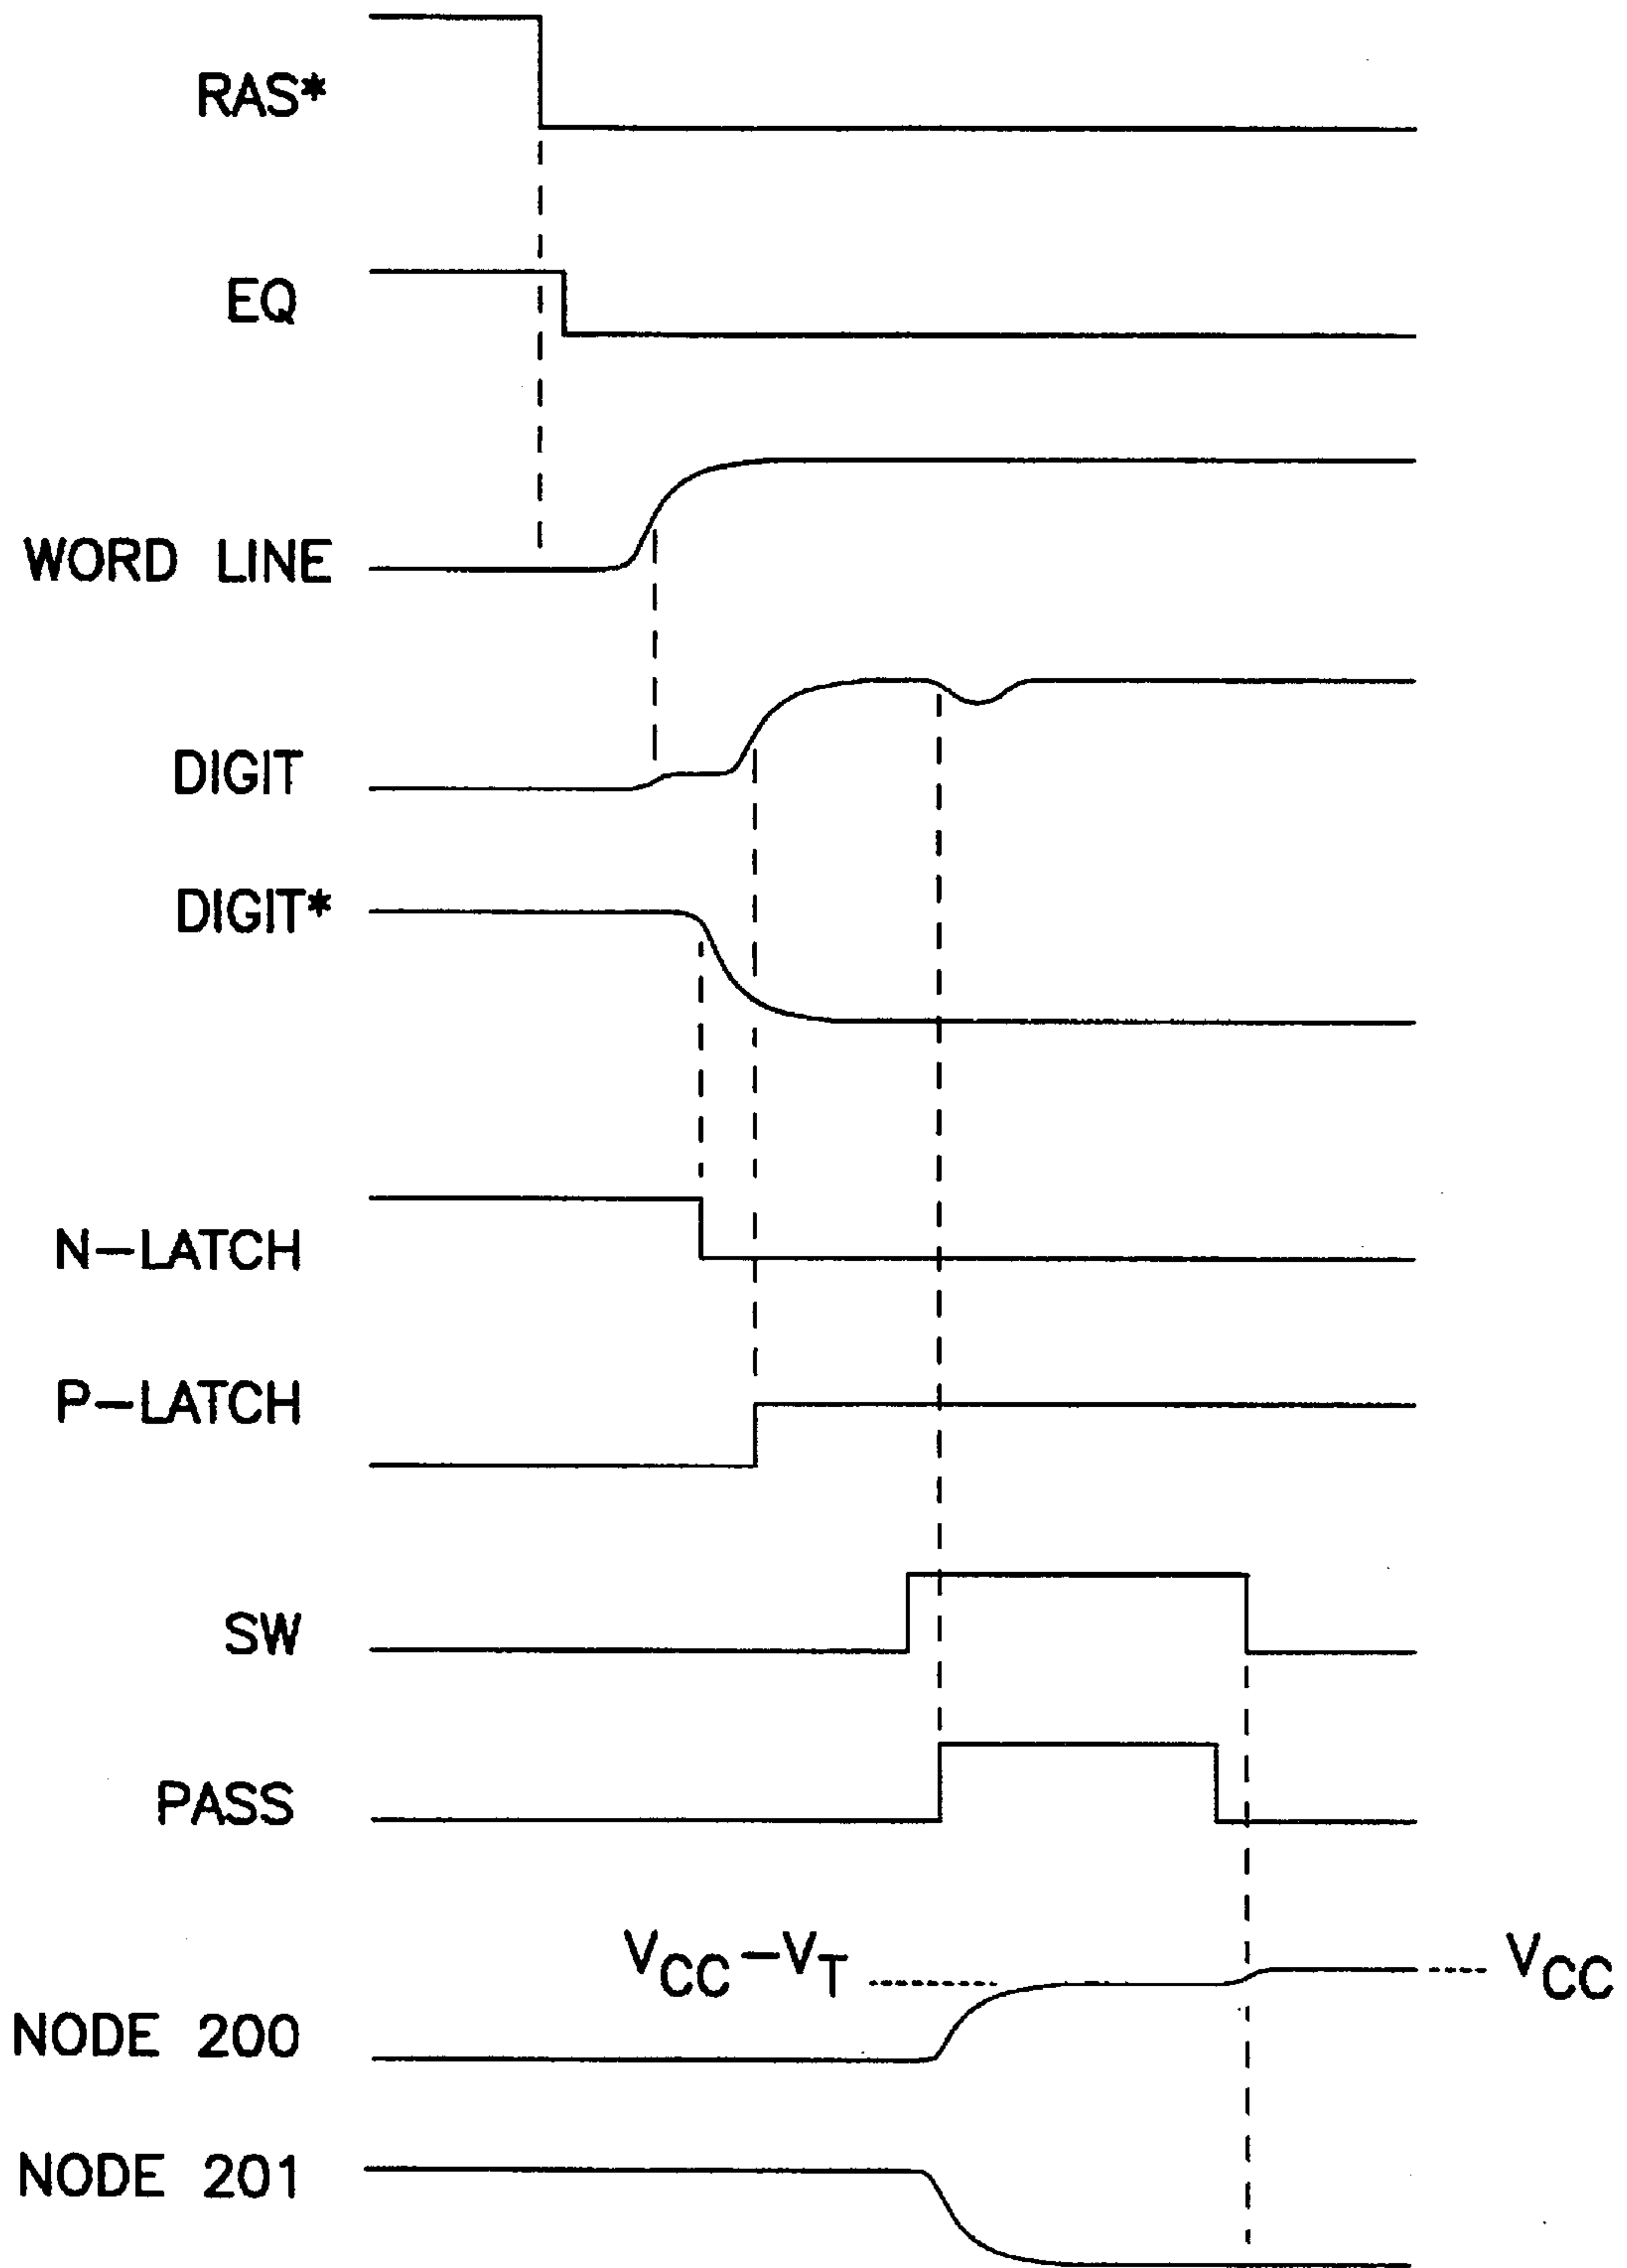 RAS*
EQ
WORD LINE
DIGIT
DIGIT*
N-LATCH
P-LATCH
SW
PASS
VCC-VT
VCC
NODE 200
NODE 201